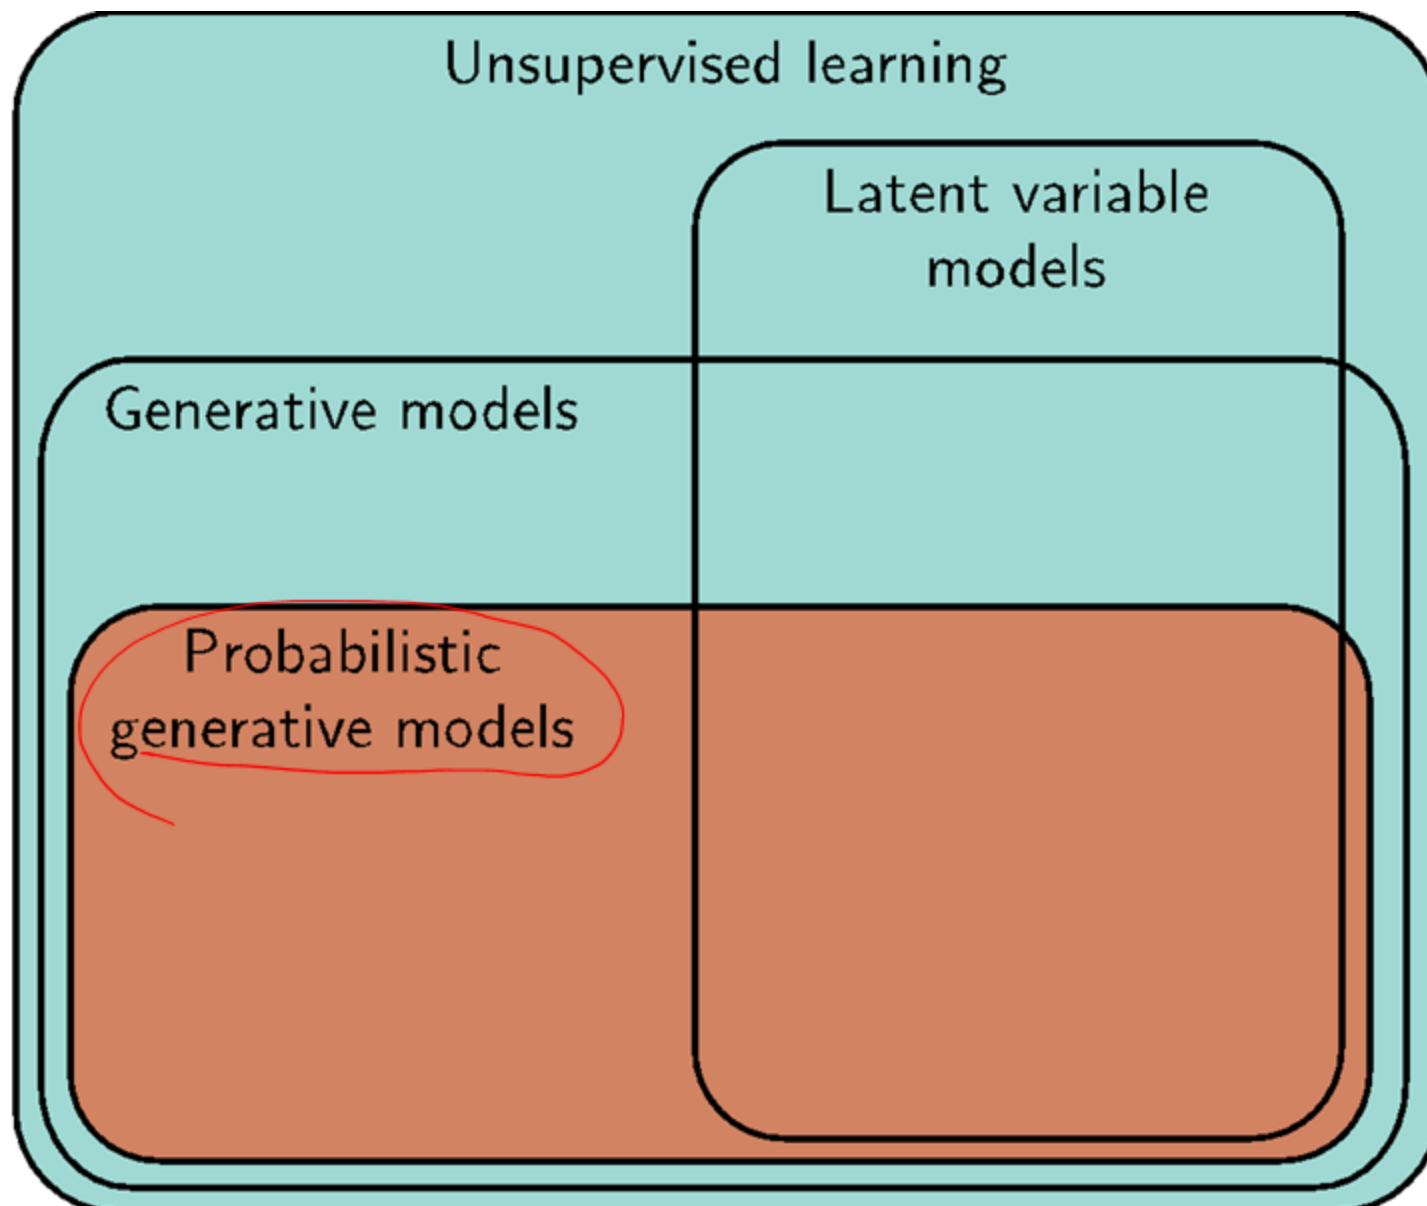 Unsupervised learning
Latent variable
models
Generative models
Probabilistic
generative models